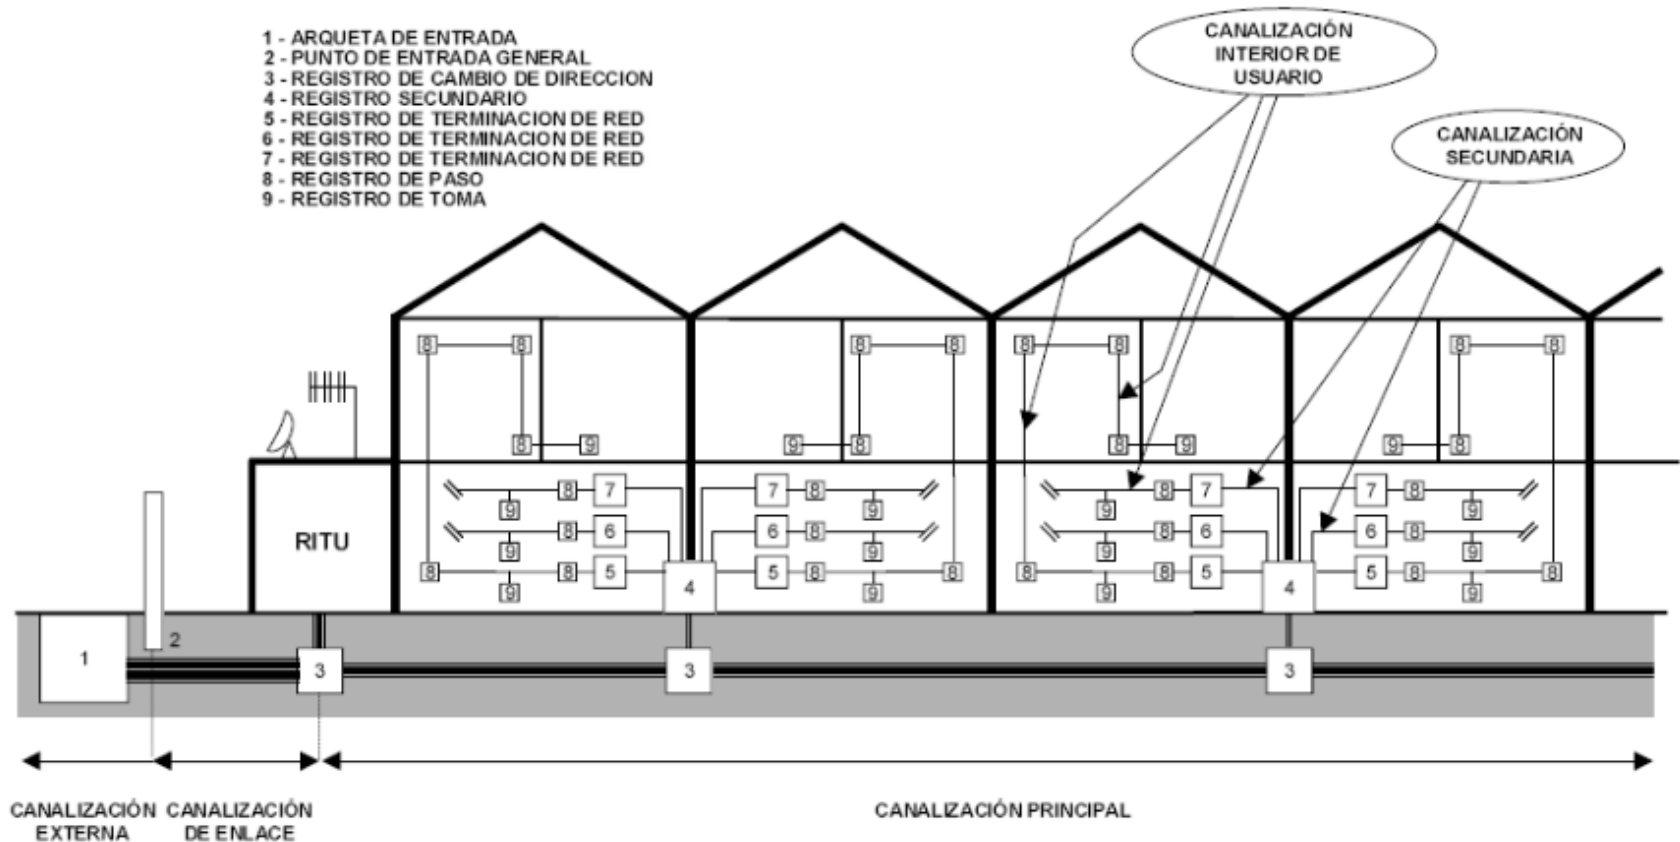 1 - ARQUETA DE ENTRADA
2 - PUNTO DE ENTRADA GENERAL
3 - REGISTRO DE CAMBIO DE DIRECCION
4 - REGISTRO SECUNDARIO
5 - REGISTRO DE TERMINACION DE RED
6 - REGISTRO DE TERMINACION DE RED
7 - REGISTRO DE TERMINACION DE RED
8 - REGISTRO DE PASO
9 - REGISTRO DE TOMA
CANALIZACIÓN
INTERIOR DE
USUARIO
CANALIZACIÓN
SECUNDARIA
8 8 8 8 8 8 8 8
8 9 9 8 8 9 9 8
8 7 7 8 8 7 7 8
9 9 9 9
RITU
8 6 6 8 8 6 6 8
9 9 9 9
8 8 5 5 8 8 8 8 5 5 8 8
9 4 9 9 4 9
1 2 3 3 3
CANALIZACIÓN
EXTERNA
CANALIZACIÓN
DE ENLACE
CANALIZACIÓN PRINCIPAL